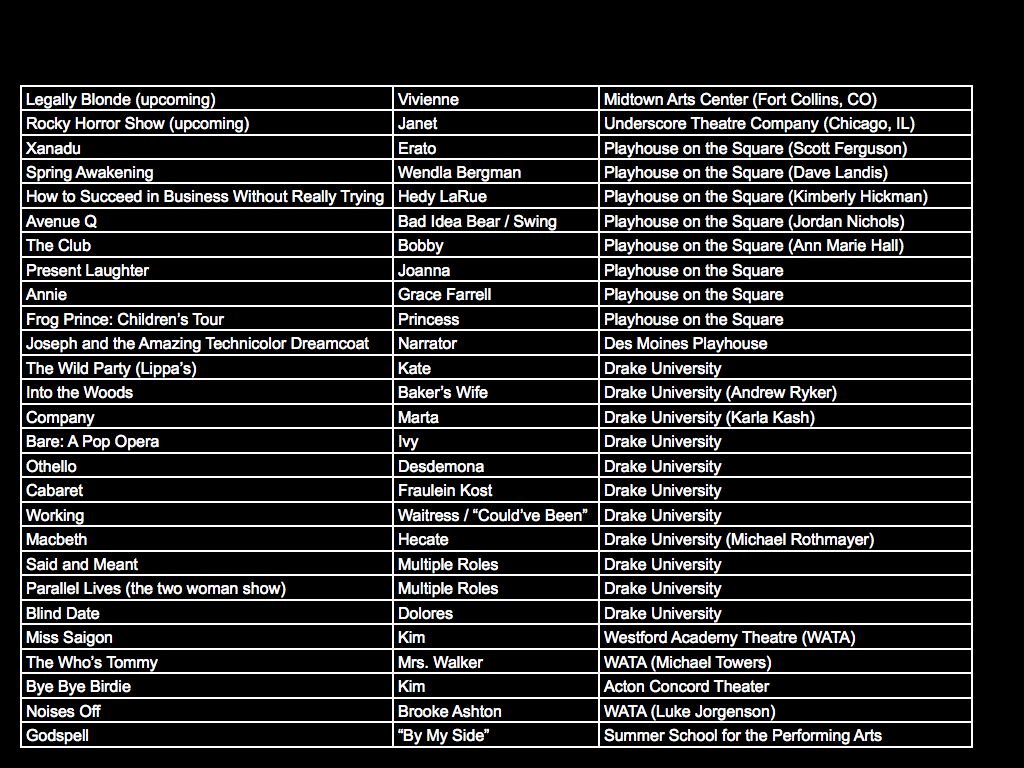 Legally Blonde (upcoming) Vivienne Midtown Arts Center (Fort Collins, CO)
Rocky Horror Show (upcoming) Janet Underscore Theatre Company (Chicago, IL)
Xanadu Erato Playhouse on the Square (Scott Ferguson)
Spring Awakening Wendla Bergman Playhouse on the Square (Dave Landis)
How to Succeed in Business Without Really Trying Hedy LaRue Playhouse on the Square (Kimberly Hickman)
Avenue Q Bad Idea Bear / Swing Playhouse on the Square (Jordan Nichols)
The Club Bobby Playhouse on the Square (Ann Marie Hall)
Present Laughter Joanna Playhouse on the Square
Annie Grace Farrell Playhouse on the Square
Frog Prince: Children’s Tour Princess Playhouse on the Square
Joseph and the Amazing Technicolor Dreamcoat Narrator Des Moines Playhouse
The Wild Party (Lippa’s) Kate Drake University
Into the Woods Baker’s Wife Drake University (Andrew Ryker)
Company Marta Drake University (Karla Kash)
Bare: A Pop Opera Ivy Drake University
Othello Desdemona Drake University
Cabaret Fraulein Kost Drake University
Working Waitress / “Could’ve Been” Drake University
Macbeth Hecate Drake University (Michael Rothmayer)
Said and Meant Multiple Roles Drake University
Parallel Lives (the two woman show) Multiple Roles Drake University
Blind Date Dolores Drake University
Miss Saigon Kim Westford Academy Theatre (WATA)
The Who’s Tommy Mrs. Walker WATA (Michael Towers)
Bye Bye Birdie Kim Acton Concord Theater
Noises Off Brooke Ashton WATA (Luke Jorgenson)
Godspell “By My Side” Summer School for the Performing Arts